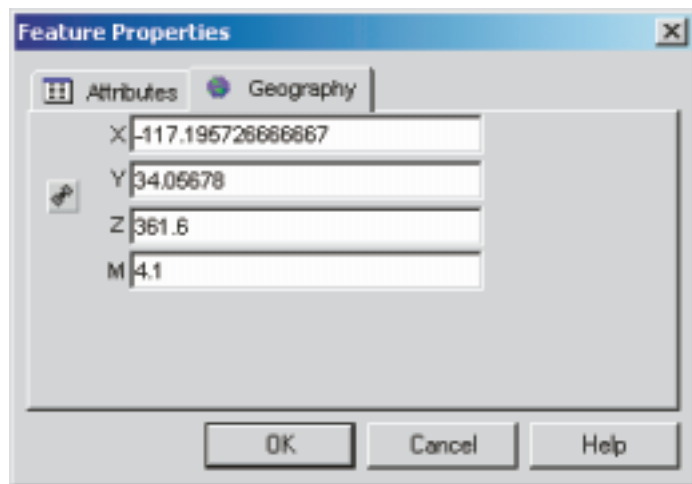 Feature Properties
Attributes Geography
X -117.195726666667
Y 34.05678
Z 361.6
M 4.1
OK Cancel Help